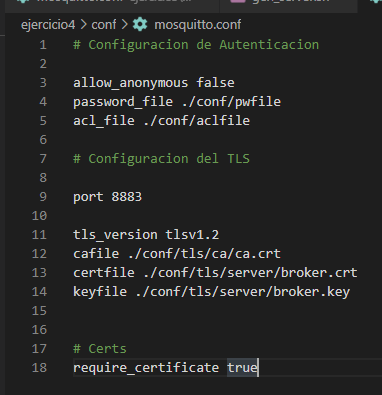 ejercicio4 > conf > mosquitto.conf
1 # Configuracion de Autenticacion
2
3 allow_anonymous false
4 password_file ./conf/pwfile
5 acl_file ./conf/aclfile
6
7 # Configuracion del TLS
8
9 port 8883
10
11 tls_version tlsv1.2
12 cafile ./conf/tls/ca/ca.crt
13 certfile ./conf/tls/server/broker.crt
14 keyfile ./conf/tls/server/broker.key
15
16
17 # Certs
18 require_certificate true